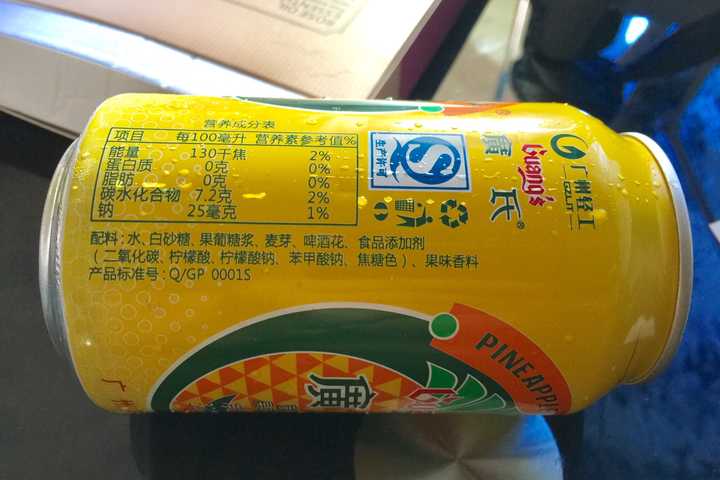 营养成分表
项目 每100毫升 营养素参考值%
能量 130千焦 2%
蛋白质 0克 0%
脂肪 0克 0%
碳水化合物 7.2克 2%
钠 25毫克 1%
配料:水、白砂糖、果葡糖浆、麦芽、啤酒花、食品添加剂
(二氧化碳、柠檬酸、柠檬酸钠、苯甲酸钠、焦糖色)、果味香料
产品标准号:Q/GP 0001S
生产许可
廣氏®
Guang's
广州轻工
GZLIT
PINEAPPL
廣
广